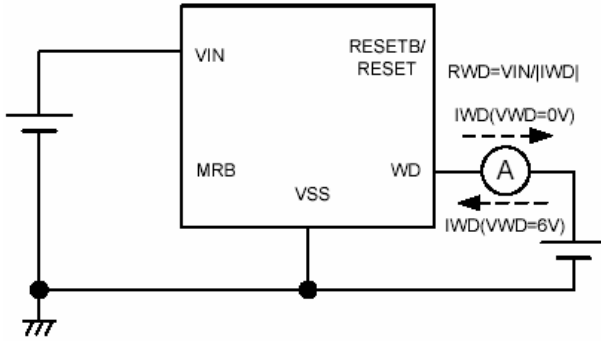 VIN
RESETB/
RESET
RWD=VIN/|IWD|
IWD(VWD=0V)
MRB
WD
A
VSS
IWD(VWD=6V)